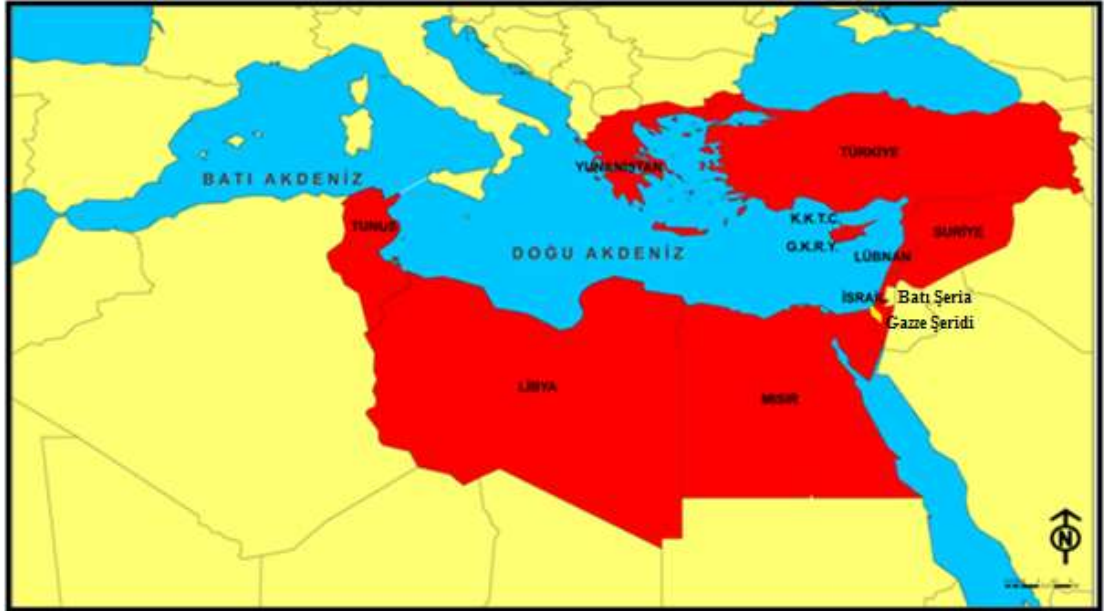 YUNANİSTAN
TÜRKİYE
BATI AKDENİZ
TUNUS
K.K.T.C.
SURİYE
G.K.R.Y.
DOĞU AKDENİZ
LÜBNAN
İSRAİL
Batı Şeria
Gazze Şeridi
LİBYA
MISIR
N